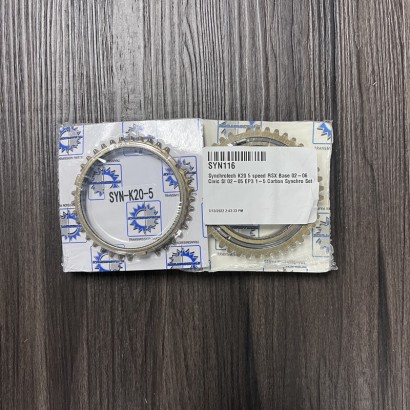 SYN-K20-5
SYN116
Synchrotech K20 5 speed RSX Base 02-06
Civic Si 02-05 EP3 1-5 Carbon Synchro Set